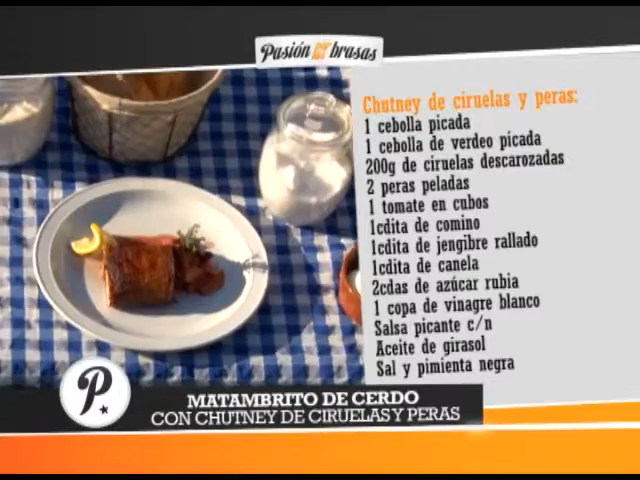 Pasión brasas
Chutney de ciruelas y peras:
1 cebolla picada
1 cebolla de verdeo picada
200g de ciruelas descarozadas
2 peras peladas
1 tomate en cubos
1cdita de comino
1cdita de jengibre rallado
1cdita de canela
2cdas de azúcar rubia
1 copa de vinagre blanco
Salsa picante c/n
Aceite de girasol
Sal y pimienta negra
P
MATAMBRITO DE CERDO
CON CHUTNEY DE CIRUELAS Y PERAS